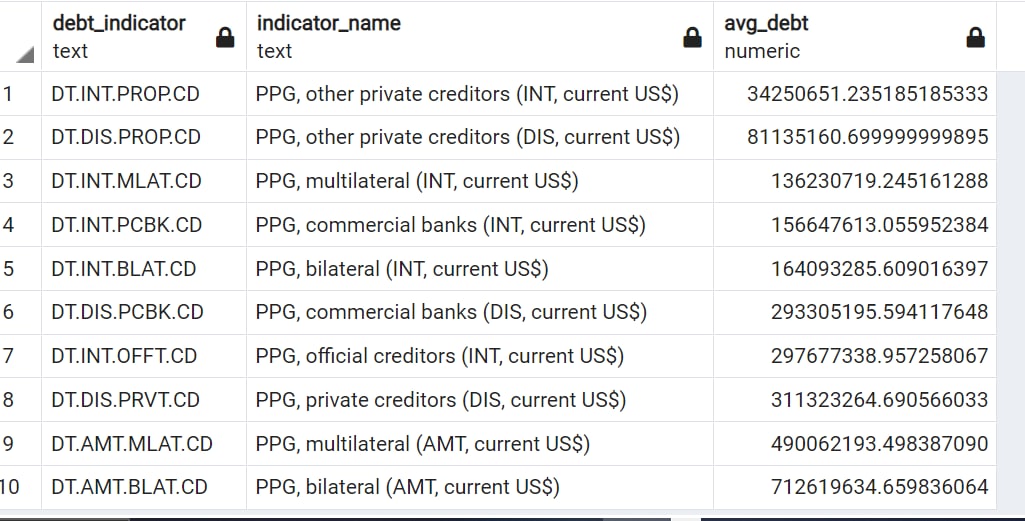 debt_indicator indicator_name avg_debt
text text numeric
1 DT.INT.PROP.CD PPG, other private creditors (INT, current US$) 34250651.235185185333
2 DT.DIS.PROP.CD PPG, other private creditors (DIS, current US$) 81135160.699999999895
3 DT.INT.MLAT.CD PPG, multilateral (INT, current US$) 136230719.245161288
4 DT.INT.PCBK.CD PPG, commercial banks (INT, current US$) 156647613.055952384
5 DT.INT.BLAT.CD PPG, bilateral (INT, current US$) 164093285.609016397
6 DT.DIS.PCBK.CD PPG, commercial banks (DIS, current US$) 293305195.594117648
7 DT.INT.OFFT.CD PPG, official creditors (INT, current US$) 297677338.957258067
8 DT.DIS.PRVT.CD PPG, private creditors (DIS, current US$) 311323264.690566033
9 DT.AMT.MLAT.CD PPG, multilateral (AMT, current US$) 490062193.498387090
10 DT.AMT.BLAT.CD PPG, bilateral (AMT, current US$) 712619634.659836064